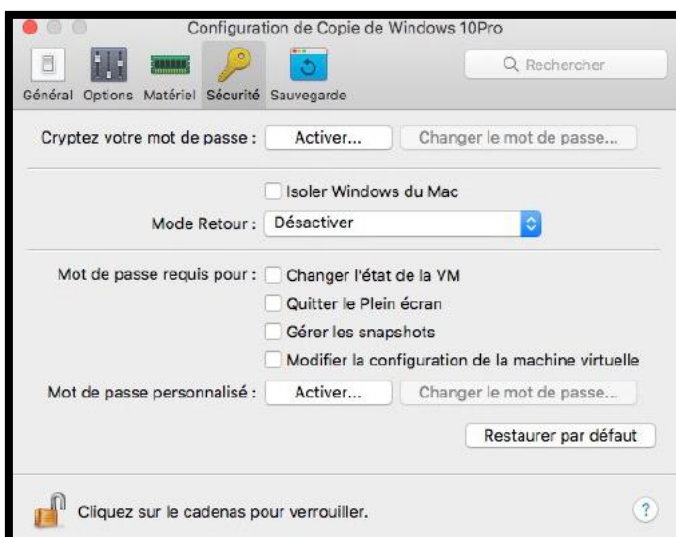 Configuration de Copie de Windows 10Pro
Rechercher
Général Options Matériel Sécurité Sauvegarde
Cryptez votre mot de passe : Activer... Changer le mot de passe...
Isoler Windows du Mac
Mode Retour : Désactiver
Mot de passe requis pour : Changer l'état de la VM
Quitter le Plein écran
Gérer les snapshots
Modifier la configuration de la machine virtuelle
Mot de passe personnalisé : Activer... Changer le mot de passe...
Restaurer par défaut
Cliquez sur le cadenas pour verrouiller. ?